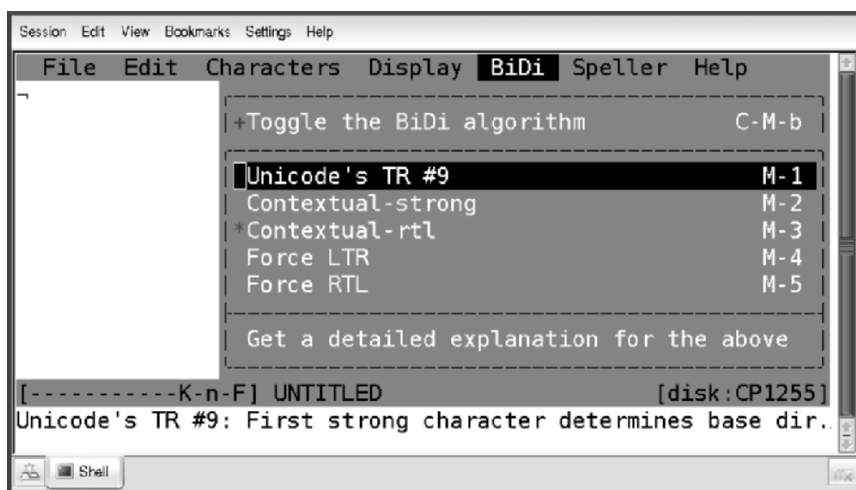 Session Edit View Bookmarks Settings Help
File Edit Characters Display BiDi Speller Help
¬
+Toggle the BiDi algorithm C-M-b
Unicode's TR #9 M-1
Contextual-strong M-2
*Contextual-rtl M-3
Force LTR M-4
Force RTL M-5
Get a detailed explanation for the above
[-----------K-n-F] UNTITLED [disk:CP1255]
Unicode's TR #9: First strong character determines base dir.
Shell